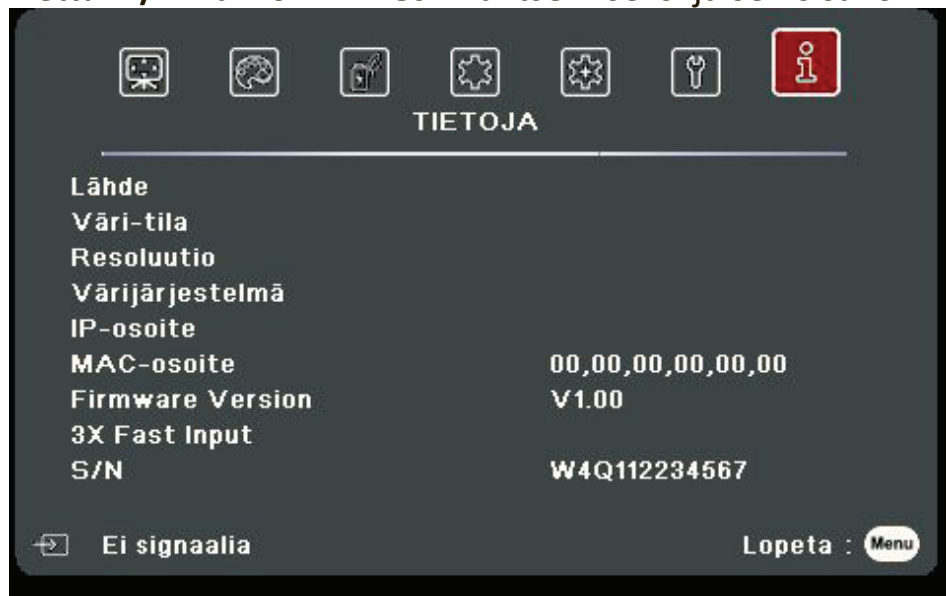 TIETOJA
Lähde
Väri-tila
Resoluutio
Värijärjestelmä
IP-osoite
MAC-osoite 00,00,00,00,00,00
Firmware Version V1.00
3X Fast Input
S/N W4Q112234567
Ei signaalia Lopeta : Menu